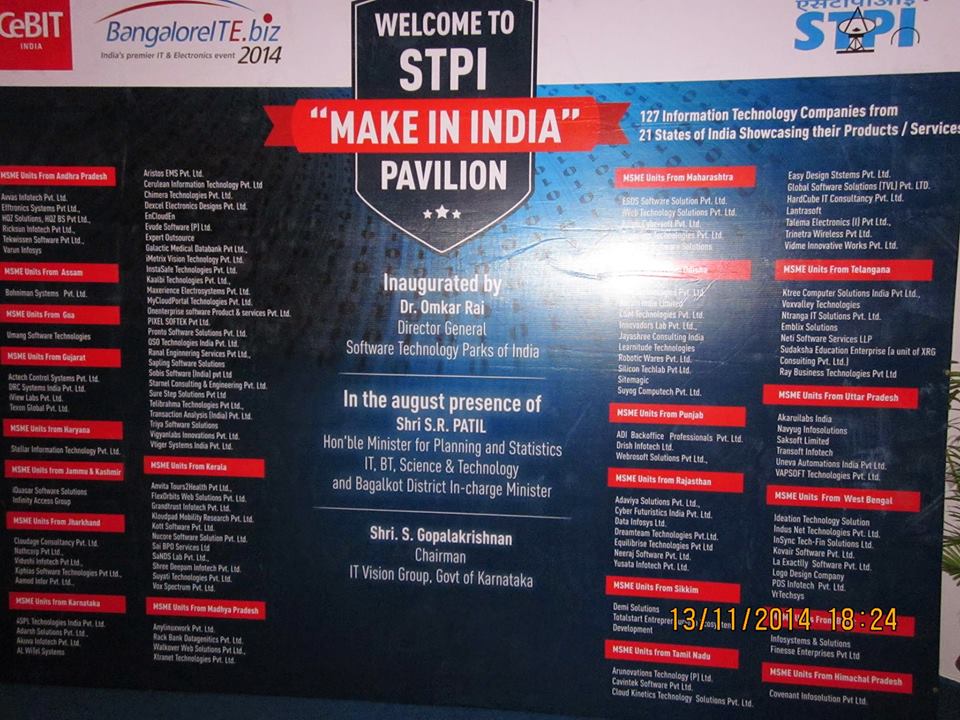 CeBIT
INDIA
BangaloreITE.biz
India's premier IT & Electronics event 2014
WELCOME TO
STPI
"MAKE IN INDIA"
PAVILION
एसटीपीआई
STPI
127 Information Technology Companies from
21 States of India Showcasing their Products / Services
Inaugurated by
Dr. Omkar Rai
Director General
Software Technology Parks of India
In the august presence of
Shri S.R. PATIL
Hon'ble Minister for Planning and Statistics
IT, BT, Science & Technology
and Bagalkot District In-charge Minister
Shri. S. Gopalakrishnan
Chairman
IT Vision Group, Govt of Karnataka
MSME Units From Andhra Pradesh
Avvas Infotech Pvt. Ltd.
Efftronics Systems Pvt Ltd.,
HQZ Solutions, HQZ BS Pvt Ltd.,
Ricksun Infotech Pvt Ltd.,
Tekwissen Software Pvt Ltd.,
Varun Infosys
MSME Units From Assam
Bohniman Systems Pvt. Ltd.
MSME Units From Goa
Umang Software Technologies
MSME Units From Gujarat
Actech Control Systems Pvt. Ltd.
DRC Systems India Pvt. Ltd.
iView Labs Pvt. Ltd.
Texon Global Pvt. Ltd.
MSME Units from Haryana
Stellar Information Technology Pvt. Ltd.
MSME Units from Jammu & Kashmir
iQuasar Software Solutions
Infinity Access Group
MSME Units from Jharkhand
Cloudage Consultancy Pvt. Ltd.
Nathcorp Pvt. Ltd.,
Vidushi Infotech Pvt Ltd.,
Xiphias Software Technologies Pvt Ltd.,
Aamod Infor Pvt. Ltd.,
MSME Units from Karnataka
ASPL Technologies India Pvt. Ltd.
Adarsh Solutions Pvt. Ltd.,
Akuva Infotech Pvt. Ltd.
AL WiTel Systems
Aristos EMS Pvt. Ltd.
Cerulean Information Technology Pvt. Ltd
Chimera Technologies Pvt. Ltd.
Dexcel Electronics Designs Pvt. Ltd.
EnCloudEn
Evude Software (P) Ltd.
Expert Outsource
Galactic Medical Databank Pvt Ltd.,
iMetrix Vision Technology Pvt. Ltd.
InstaSafe Technologies Pvt. Ltd.
Kaaibi Technologies Pvt. Ltd.,
Maxerience Electrosystems Pvt. Ltd.
MyCloudPortal Technologies Pvt. Ltd.
Onenterprise software Product & services Pvt. Ltd.
PIXEL SOFTEK Pvt. Ltd.
Pronto Software Solutions Pvt. Ltd.
QSO Technologies India Pvt. Ltd.
Ranal Engineering Services Pvt Ltd.,
Sapling Software Solutions
Sobis Software (India) pvt Ltd
Starnel Consulting & Engineering Pvt. Ltd.
Sure Step Solutions Pvt Ltd
Telibrahma Technologies Pvt Ltd.,
Transaction Analysis (India) Pvt. Ltd.
Triya Software Solutions
Vigyanlabs Innovations Pvt. Ltd.
Vtiger Systems India Pvt. Ltd.
MSME Units from Kerala
Amvita Tours2Health Pvt Ltd.,
FlexOrbits Web Solutions Pvt. Ltd.
Grandtrust Infotech Pvt. Ltd.
Kloudpad Mobility Research Pvt. Ltd.
Kott Software Pvt. Ltd.
Nucore Software Solution Pvt. Ltd.
Sai BPO Services Ltd
SaNDS Lab Pvt. Ltd.,
Shree Deepam Infotech Pvt. Ltd.
Suyati Technologies Pvt. Ltd.
Vox Spectrum Pvt. Ltd.
MSME Units from Madhya Pradesh
Anylinuxwork Pvt. Ltd.
Rack Bank Datagenitics Pvt. Ltd.
Walkover Web Solutions Pvt. Ltd.
Xtranet Technologies Pvt. Ltd.
MSME Units from Maharashtra
ESDS Software Solution Pvt. Ltd.
iWeb Technology Solutions Pvt. Ltd.
Pvt. Ltd.
Technologies Pvt. Ltd.
Solutions
Odisha
Pvt. Ltd
India Limited
CSM Technologies Pvt. Ltd.
Innovadors Lab Pvt. Ltd.,
Jayashree Consulting India
Learnitude Technologies
Robotic Wares Pvt. Ltd.
Silicon Techlab Pvt Ltd.
Sitemagic
Suyog Computech Pvt. Ltd.
MSME Units from Punjab
ADI Backoffice Professionals Pvt. Ltd.
Drish Infotech Ltd.
Webrosoft Solutions Pvt. Ltd.,
MSME Units from Rajasthan
Adaviya Solutions Pvt. Ltd.,
Cyber Futuristics India Pvt. Ltd.
Data Infosys Ltd.
Dreamteam Technologies Pvt. Ltd.
Equilibrise Technologies Pvt Ltd
Neeraj Software Pvt. Ltd.
Yusata Infotech Pvt. Ltd.
MSME Units From Sikkim
Demi Solutions
Totalstart Entrepreneurship Ecosystem
Development
MSME Units from Tamil Nadu
Arunovations Technology (P) Ltd.
Cavintek Software Pvt. Ltd.
Cloud Kinetics Technology Solutions Pvt. Ltd.
Easy Design Ststems Pvt. Ltd.
Global Software Solutions (TVL) Pvt. LTD.
HardCube IT Consultancy Pvt. Ltd.
Lantrasoft
Talema Electronics (I) Pvt Ltd.,
Trinetra Wireless Pvt Ltd.
Vidme Innovative Works Pvt. Ltd.
MSME Units from Telangana
Ktree Computer Solutions India Pvt Ltd.,
Voxvalley Technologies
Ntranga IT Solutions Pvt. Ltd.
Emblix Solutions
Neti Software Services LLP
Sudaksha Education Enterprise (a unit of XRG
Consulting Pvt. Ltd.)
Ray Business Technologies Pvt Ltd
MSME Units from Uttar Pradesh
Akaruilabs India
Navyug Infosolutions
Saksoft Limited
Transoft Infotech
Uneva Automations India Pvt Ltd.
VAPSOFT Technologies Pvt Ltd.
MSME Units From West Bengal
Ideation Technology Solution
Indus Net Technologies Pvt. Ltd.
InSync Tech-Fin Solutions Ltd.
Kovair Software Pvt. Ltd.
La Exactlly Software Pvt. Ltd.
Logo Design Company
PDS Infotech Pvt. Ltd
VrTechsys
From
Infosystems & Solutions
Finesse Enterprises Pvt Ltd
MSME Units from Himachal Pradesh
Covenant Infosolution Pvt Ltd.
13/11/2014 18:24